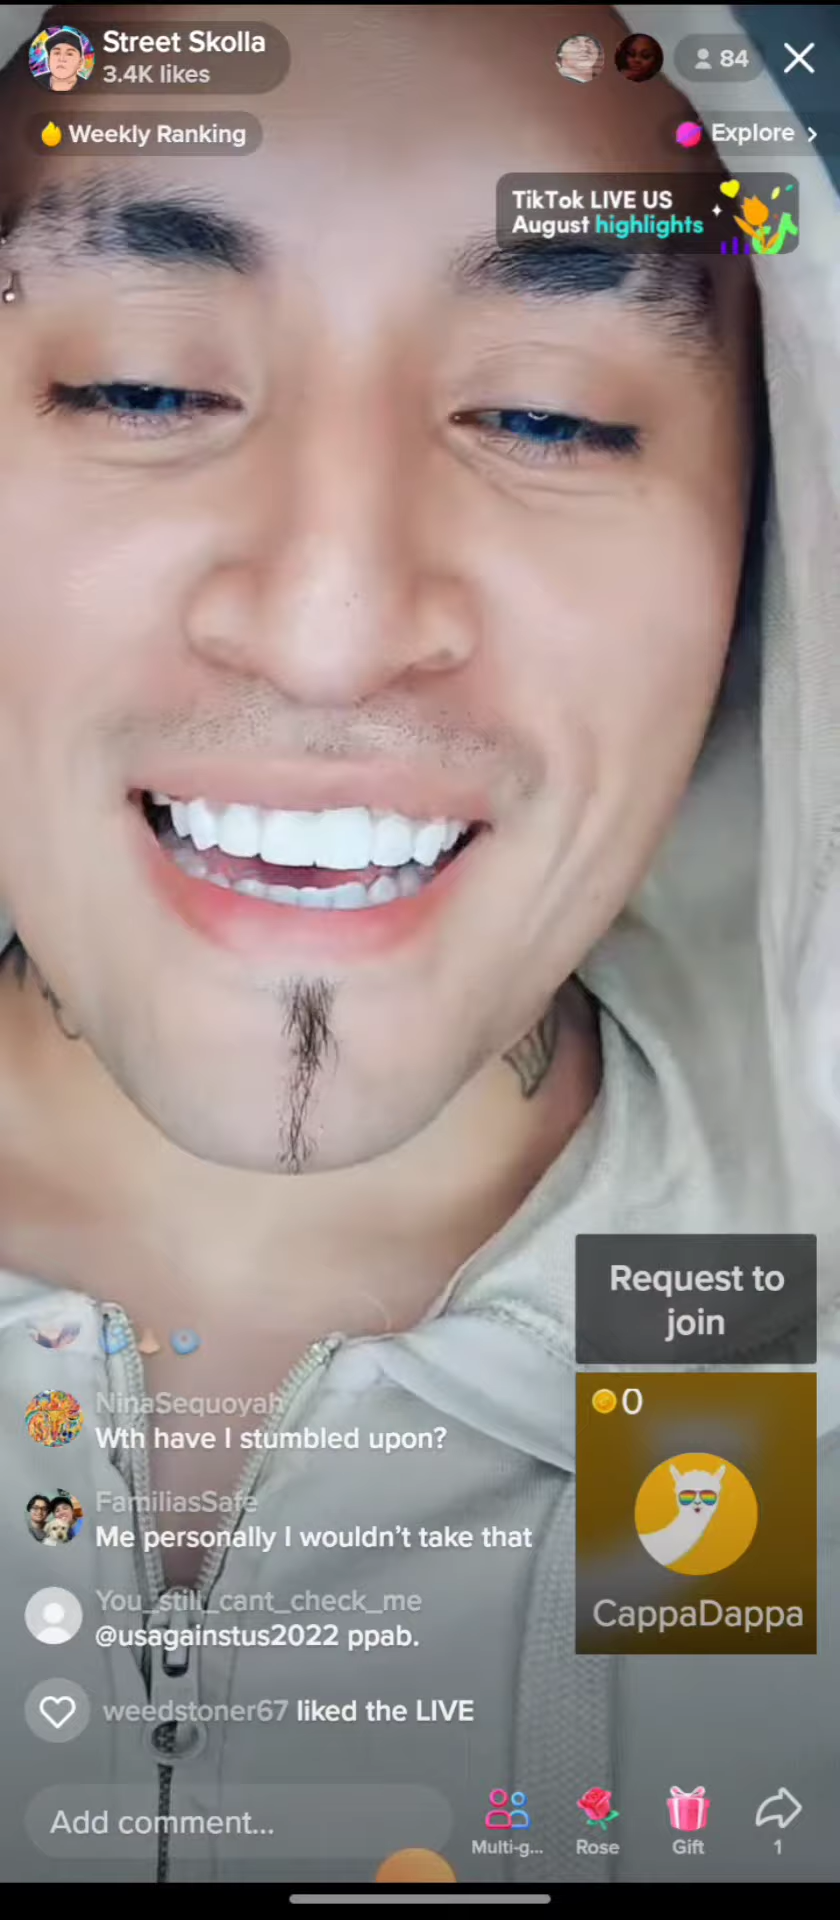 Street Skolla
3.4K likes
84
Weekly Ranking
Explore
TikTok LIVE US
August highlights
Request to
join
0
CappaDappa
NinaSequoyah
Wth have I stumbled upon?
FamiliasSafe
Me personally I wouldn't take that
You_still_cant_check_me
@usagainstus2022 ppab.
weedstoner67 liked the LIVE
Add comment...
Multi-g...
Rose
Gift
1